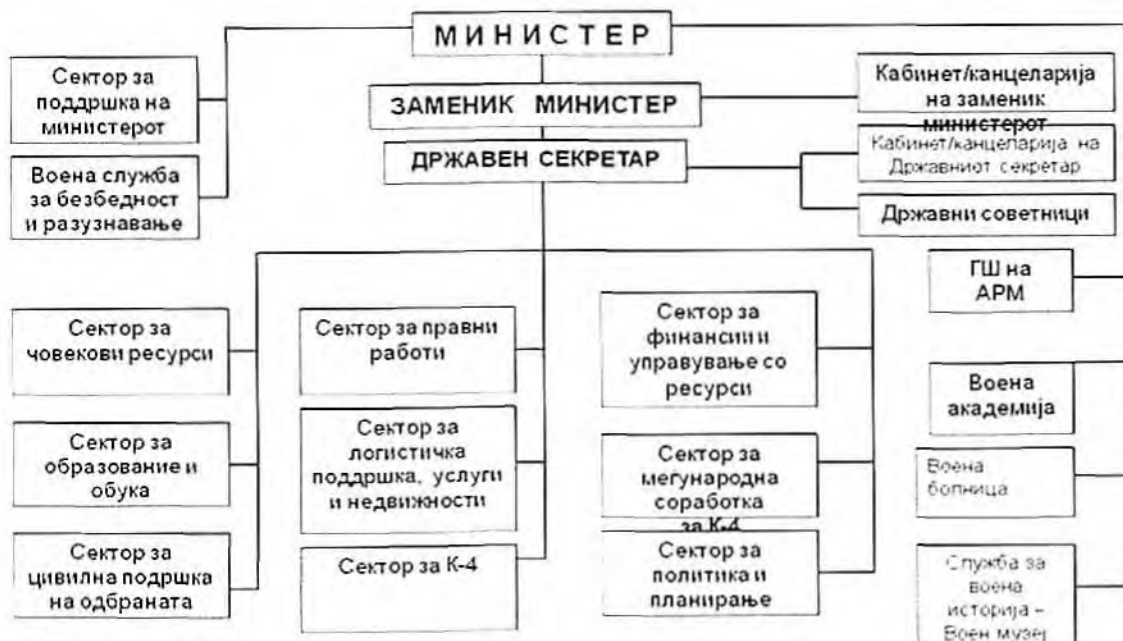 МИНИСТЕР
Сектор за
поддршка на
министерот
ЗАМЕНИК МИНИСТЕР
Кабинет/канцеларија
на заменик
министерот
ДРЖАВЕН СЕКРЕТАР
Кабинет/канцеларија на
Државниот секретар
Воена служба
за безбедност
и разузнавање
Државни советници
ГШ на
АРМ
Сектор за
човекови ресурси
Сектор за правни
работи
Сектор за
финансии и
управување со
ресурси
Воена
академија
Сектор за
образование и
обука
Сектор за
логистичка
поддршка, услуги
и недвижности
Сектор за
меѓународна
соработка
за К-4
Воена
болница
Сектор за
цивилна подршка
на одбраната
Сектор за К-4
Сектор за
политика и
планирање
Служба за
воена
историја –
Воен музеј